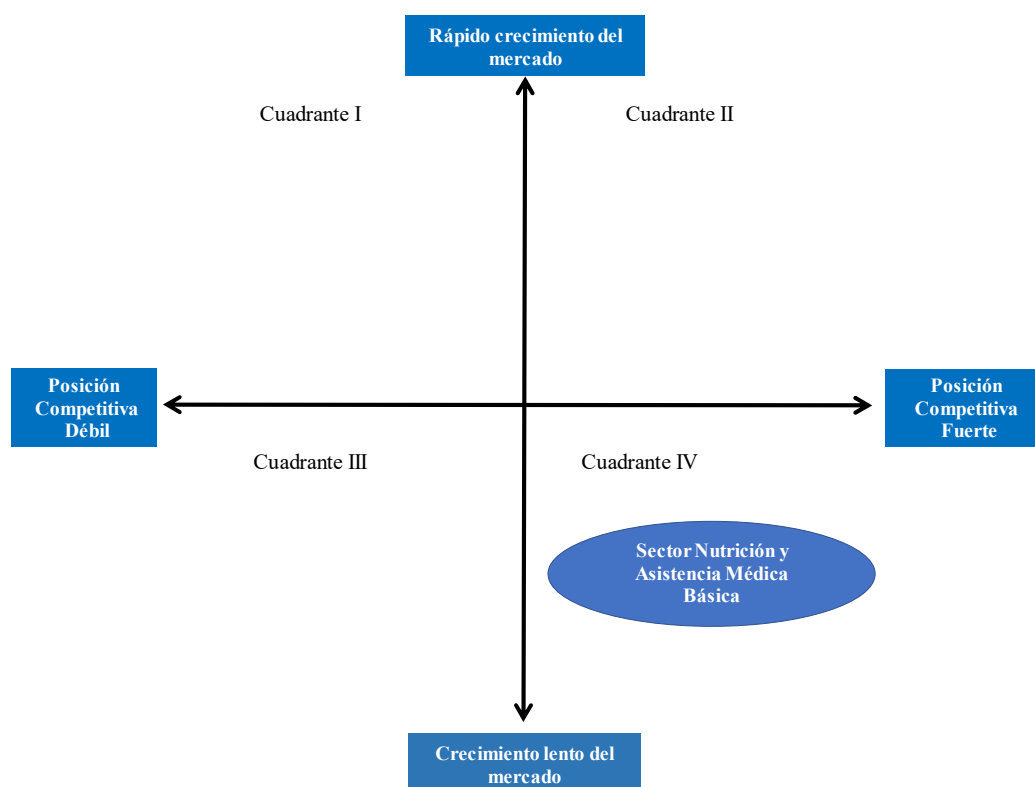 Rápido crecimiento del
mercado
Cuadrante I
Cuadrante II
Posición
Competitiva
Débil
Posición
Competitiva
Fuerte
Cuadrante III
Cuadrante IV
Sector Nutrición y
Asistencia Médica
Básica
Crecimiento lento del
mercado